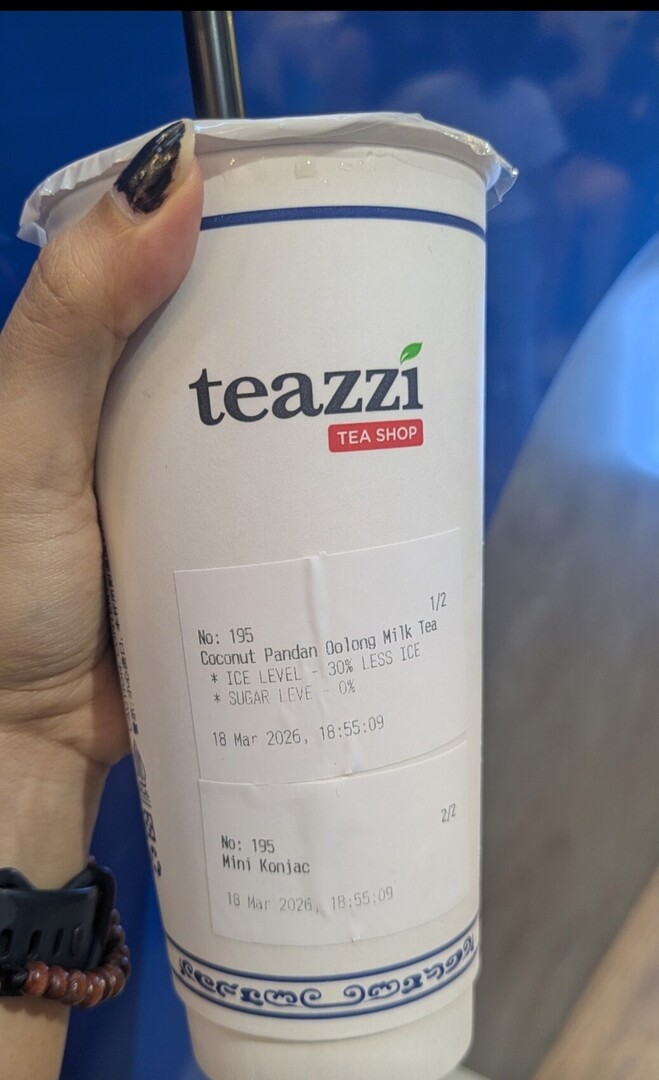 teazzi
TEA SHOP
1/2
No: 195
Coconut Pandan Oolong Milk Tea
* ICE LEVEL - 30% LESS ICE
* SUGAR LEVE - 0%
18 Mar 2026, 18:55:09
2/2
No: 195
Mini Konjac
18 Mar 2026, 18:55:09